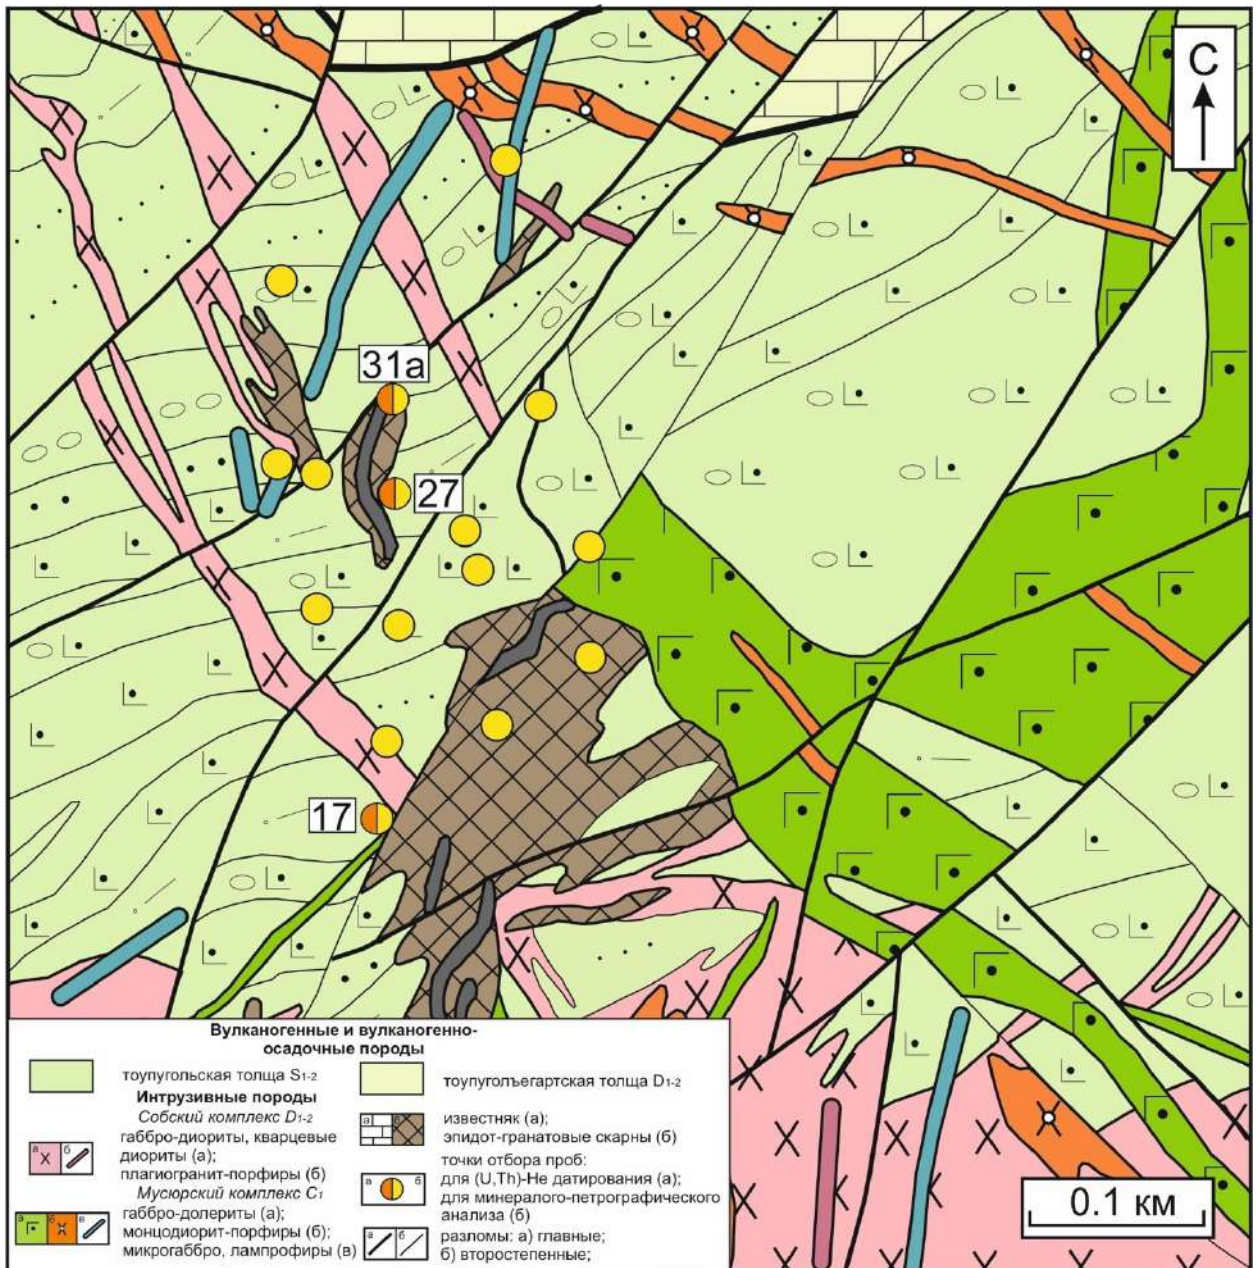 С
31а
27
17
0.1 км
Вулканогенные и вулканогенно-
осадочные породы
тоупугольская толща S1-2
Интрузивные породы
Собский комплекс D1-2
а х б
габбро-диориты, кварцевые
диориты (а);
плагиогранит-порфиры (б)
Мусюрский комплекс C1
а б в
габбро-долериты (а);
монцодиорит-порфиры (б);
микрогаббро, лампрофиры (в)
тоупуголъегартская толща D1-2
а б
известняк (а);
эпидот-гранатовые скарны (б)
а б
точки отбора проб:
для (U,Th)-He датирования (а);
для минералого-петрографического
анализа (б)
а б
разломы: а) главные;
б) второстепенные;